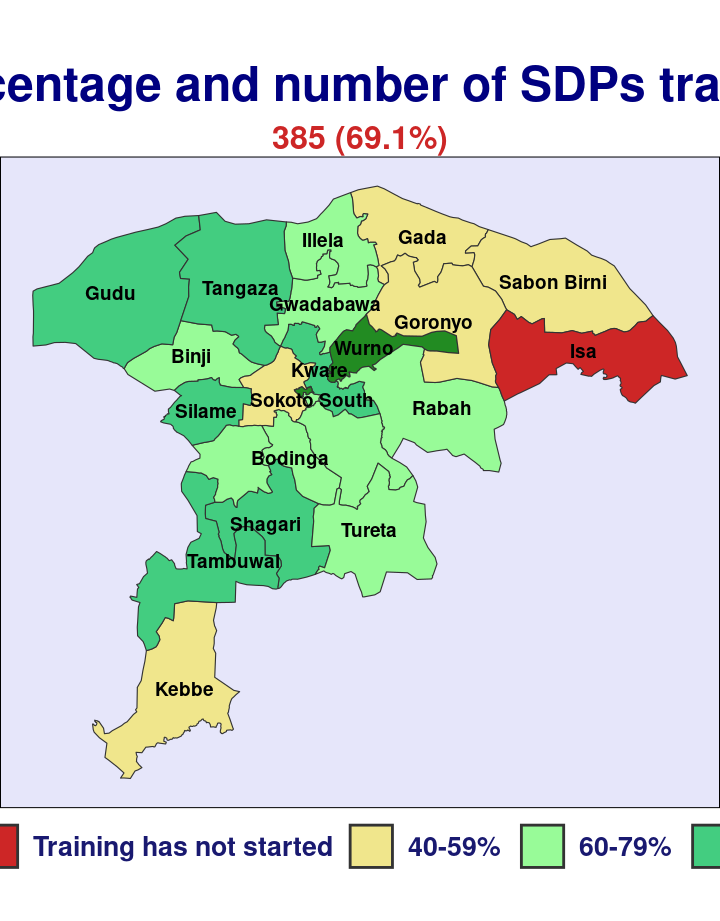 centage and number of SDPs tra
385 (69.1%)
Illela
Gada
Sabon Birni
Gudu
Tangaza
Gwadabawa
Goronyo
Wurno
Isa
Binji
Kware
Silame
Sokoto South
Rabah
Bodinga
Shagari
Tureta
Tambuwal
Kebbe
Training has not started 40-59% 60-79%